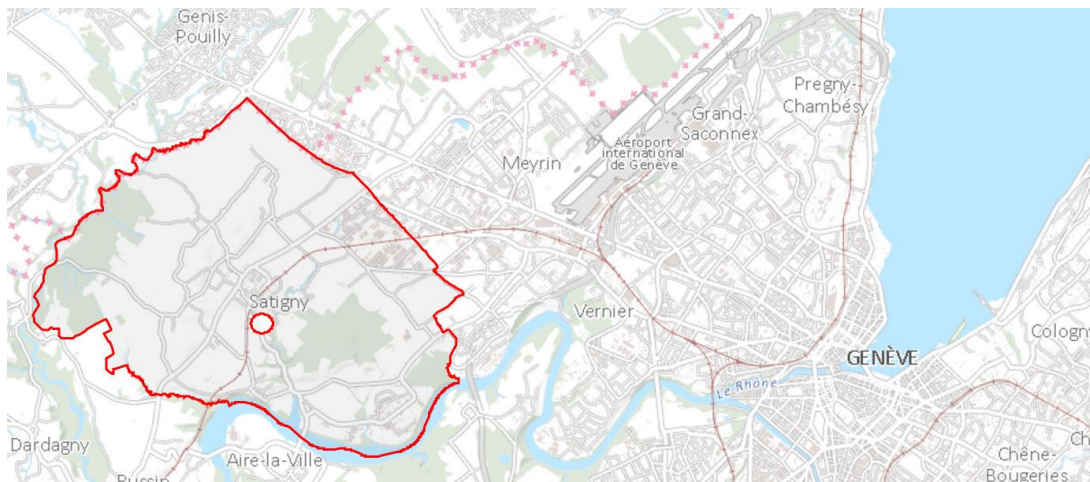 Genis-
Pouilly
Pregny-
Chambésy
Grand-
Saconnex
Aéroport
international
de Genève
Meyrin
Satigny
Vernier
Cologny
GENÈVE
Le Rhône
Dardagny
Aire-la-Ville
Russin
Chêne-
Bougeries